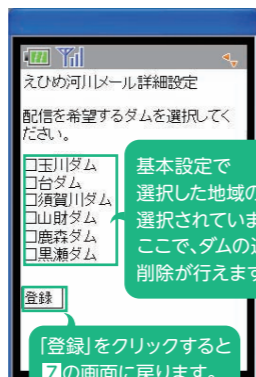 えひめ河川メール詳細設定
配信を希望するダムを選択してく
ださい。
□玉川ダム
□台ダム
□須賀川ダム
□山財ダム
□鹿森ダム
□黒瀬ダム
基本設定で
選択した地域の
選択されていま
ここで、ダムの
削除が行えます
登録
「登録」をクリックすると
7の画面に戻ります。